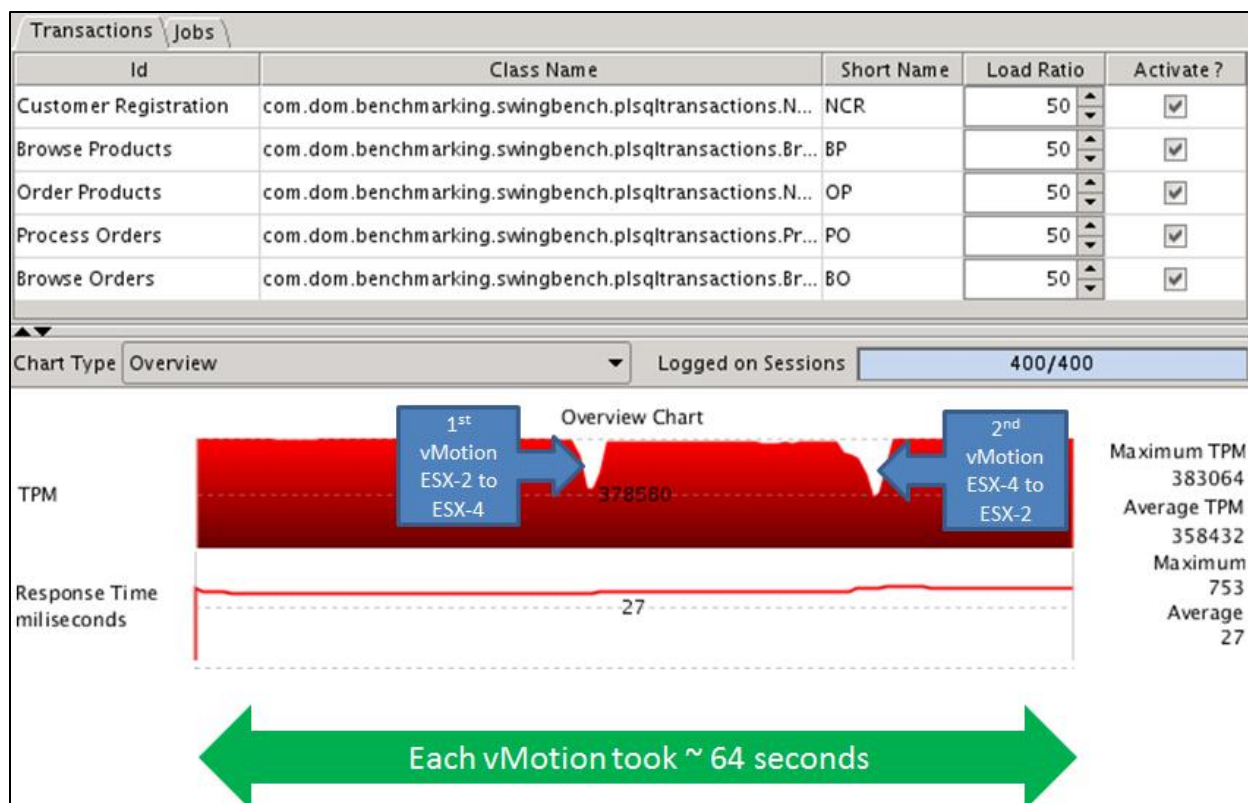 Transactions Jobs
Id Class Name Short Name Load Ratio Activate ?
Customer Registration com.dom.benchmarking.swingbench.plsqltransactions.N... NCR 50
Browse Products com.dom.benchmarking.swingbench.plsqltransactions.Br... BP 50
Order Products com.dom.benchmarking.swingbench.plsqltransactions.N... OP 50
Process Orders com.dom.benchmarking.swingbench.plsqltransactions.Pr... PO 50
Browse Orders com.dom.benchmarking.swingbench.plsqltransactions.Br... BO 50
Chart Type Overview Logged on Sessions 400/400
Overview Chart
1st
vMotion
ESX-2 to
ESX-4
2nd
vMotion
ESX-4 to
ESX-2
TPM
378580
Maximum TPM
383064
Average TPM
358432
Response Time
miliseconds
27
Maximum
753
Average
27
Each vMotion took ~ 64 seconds